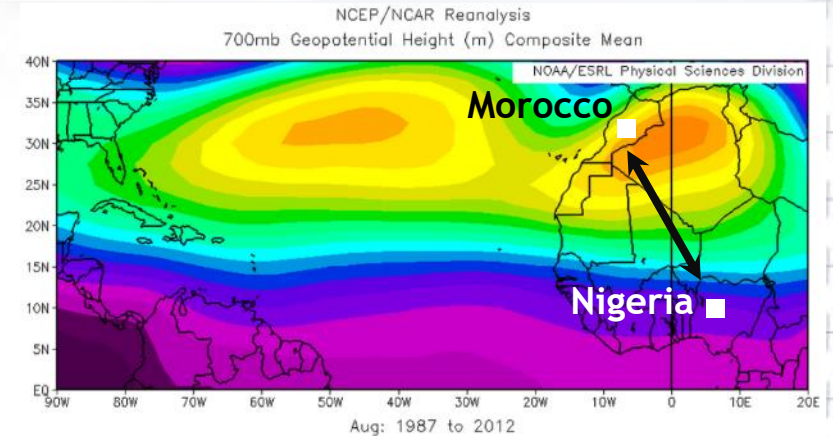 NCEP/NCAR Reanalysis
700mb Geopotential Height (m) Composite Mean
40N
NOAA/ESRL Physical Sciences Division
Morocco
35N
30N
25N
20N
15N
Nigeria
10N
5N
EQ
90W 80W 70W 60W 50W 40W 30W 20W 10W 0 10E 20E
Aug: 1987 to 2012